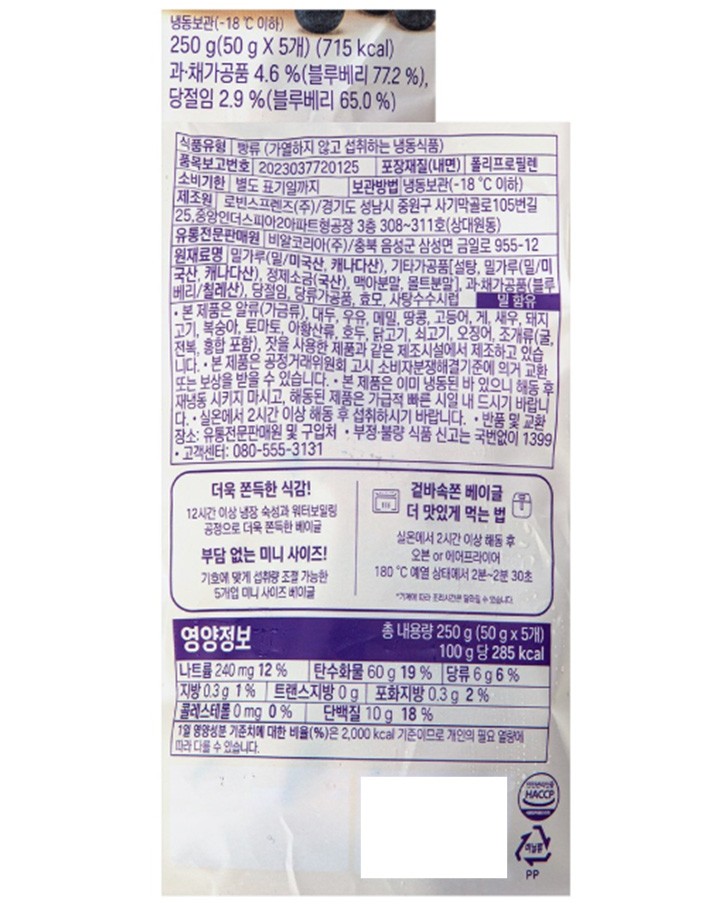 냉동보관(-18 ℃ 이하)
250 g(50 g X 5개) (715 kcal)
과·채가공품 4.6 %(블루베리 77.2 %),
당절임 2.9 %(블루베리 65.0 %)
식품유형 빵류 (가열하지 않고 섭취하는 냉동식품)
품목보고번호 2023037720125 포장재질(내면) 폴리프로필렌
소비기한 별도 표기일까지 보관방법 냉동보관(-18 ℃ 이하)
제조원 로빈스프렌즈(주)/경기도 성남시 중원구 사기막골로105번길
25,중앙인더스피아2아파트형공장 3층 308~311호(상대원동)
유통전문판매원 비알코리아(주)/충북 음성군 삼성면 금일로 955-12
원재료명 밀가루(밀/미국산, 캐나다산), 기타가공품[설탕, 밀가루(밀/미
국산, 캐나다산), 정제소금(국산), 맥아분말, 몰트분말], 과·채가공품(블루
베리/칠레산), 당절임, 당류가공품, 효모, 사탕수수시럽 밀 함유
• 본 제품은 알류(가금류), 대두, 우유, 메밀, 땅콩, 고등어, 게, 새우, 돼지
고기, 복숭아, 토마토, 아황산류, 호두, 닭고기, 쇠고기, 오징어, 조개류(굴,
전복, 홍합 포함), 잣을 사용한 제품과 같은 제조시설에서 제조하고 있습
니다. • 본 제품은 공정거래위원회 고시 소비자분쟁해결기준에 의거 교환
또는 보상을 받을 수 있습니다. • 본 제품은 이미 냉동된 바 있으니 해동 후
재냉동 시키지 마시고, 해동된 제품은 가급적 빠른 시일 내 드시기 바랍니
다. • 실온에서 2시간 이상 해동 후 섭취하시기 바랍니다. • 반품 및 교환
장소: 유통전문판매원 및 구입처 • 부정·불량 식품 신고는 국번없이 1399
• 고객센터: 080-555-3131
더욱 쫀득한 식감!
12시간 이상 냉장 숙성과 워터보일링
공정으로 더욱 쫀득한 베이글
부담 없는 미니 사이즈!
기호에 맞게 섭취량 조절 가능한
5개입 미니 사이즈 베이글
겉바속쫀 베이글
더 맛있게 먹는 법
실온에서 2시간 이상 해동 후
오븐 or 에어프라이어
180 ℃ 예열 상태에서 2분~2분 30초
*기계에 따라 조리시간은 달라질 수 있습니다.
영양정보 총 내용량 250 g (50 g x 5개)
100 g 당 285 kcal
나트륨 240 mg 12 % 탄수화물 60 g 19 % 당류 6 g 6 %
지방 0.3 g 1 % 트랜스지방 0 g 포화지방 0.3 g 2 %
콜레스테롤 0 mg 0 % 단백질 10 g 18 %
1일 영양성분 기준치에 대한 비율(%)은 2,000 kcal 기준이므로 개인의 필요 열량에
따라 다를 수 있습니다.
HACCP
비닐류
PP